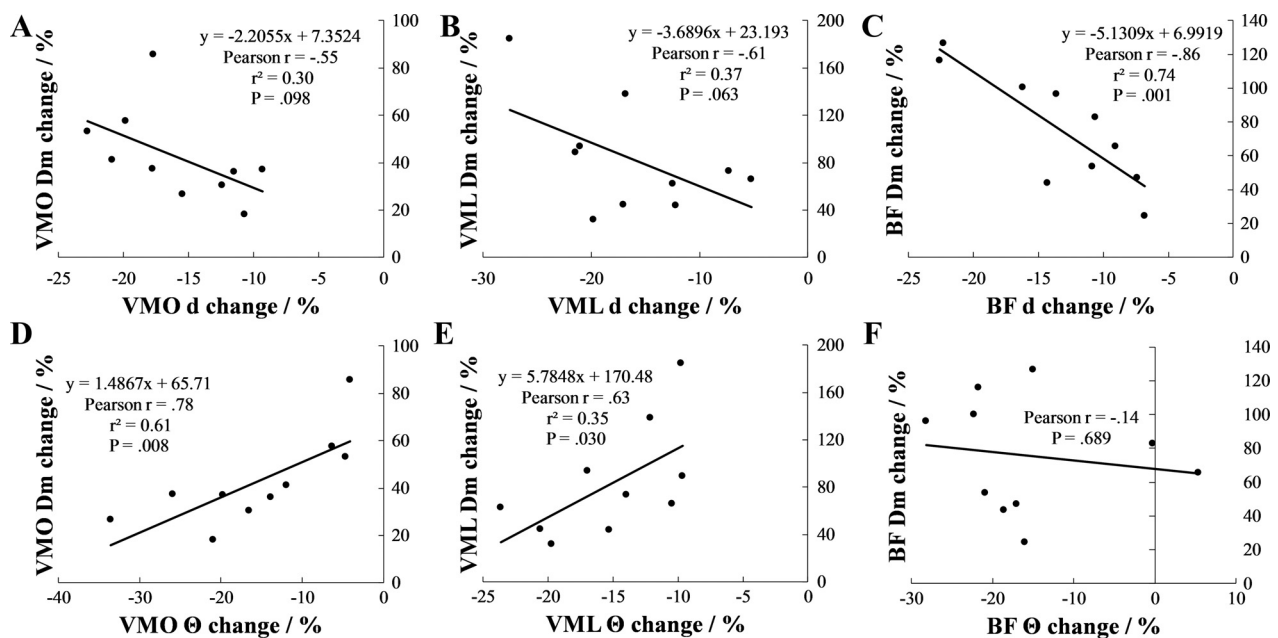 A
VMO Dm change / %
y = -2.2055x + 7.3524
Pearson r = -.55
r² = 0.30
P = .098
100
80
60
40
20
0
-25 -20 -15 -10 -5 0
VMO d change / %
B
VML Dm change / %
y = -3.6896x + 23.193
Pearson r = -.61
r² = 0.37
P = .063
200
160
120
80
40
0
-30 -20 -10 0
VML d change / %
C
BF Dm change / %
y = -5.1309x + 6.9919
Pearson r = -.86
r² = 0.74
P = .001
140
120
100
80
60
40
20
0
-25 -20 -15 -10 -5 0
BF d change / %
D
VMO Dm change / %
y = 1.4867x + 65.71
Pearson r = .78
r² = 0.61
P = .008
100
80
60
40
20
0
-40 -30 -20 -10 0
VMO Θ change / %
E
VML Dm change / %
y = 5.7848x + 170.48
Pearson r = .63
r² = 0.35
P = .030
200
160
120
80
40
0
-25 -20 -15 -10 -5 0
VML Θ change / %
F
BF Dm change / %
Pearson r = -.14
P = .689
140
120
100
80
60
40
20
0
-30 -20 -10 0 10
BF Θ change / %